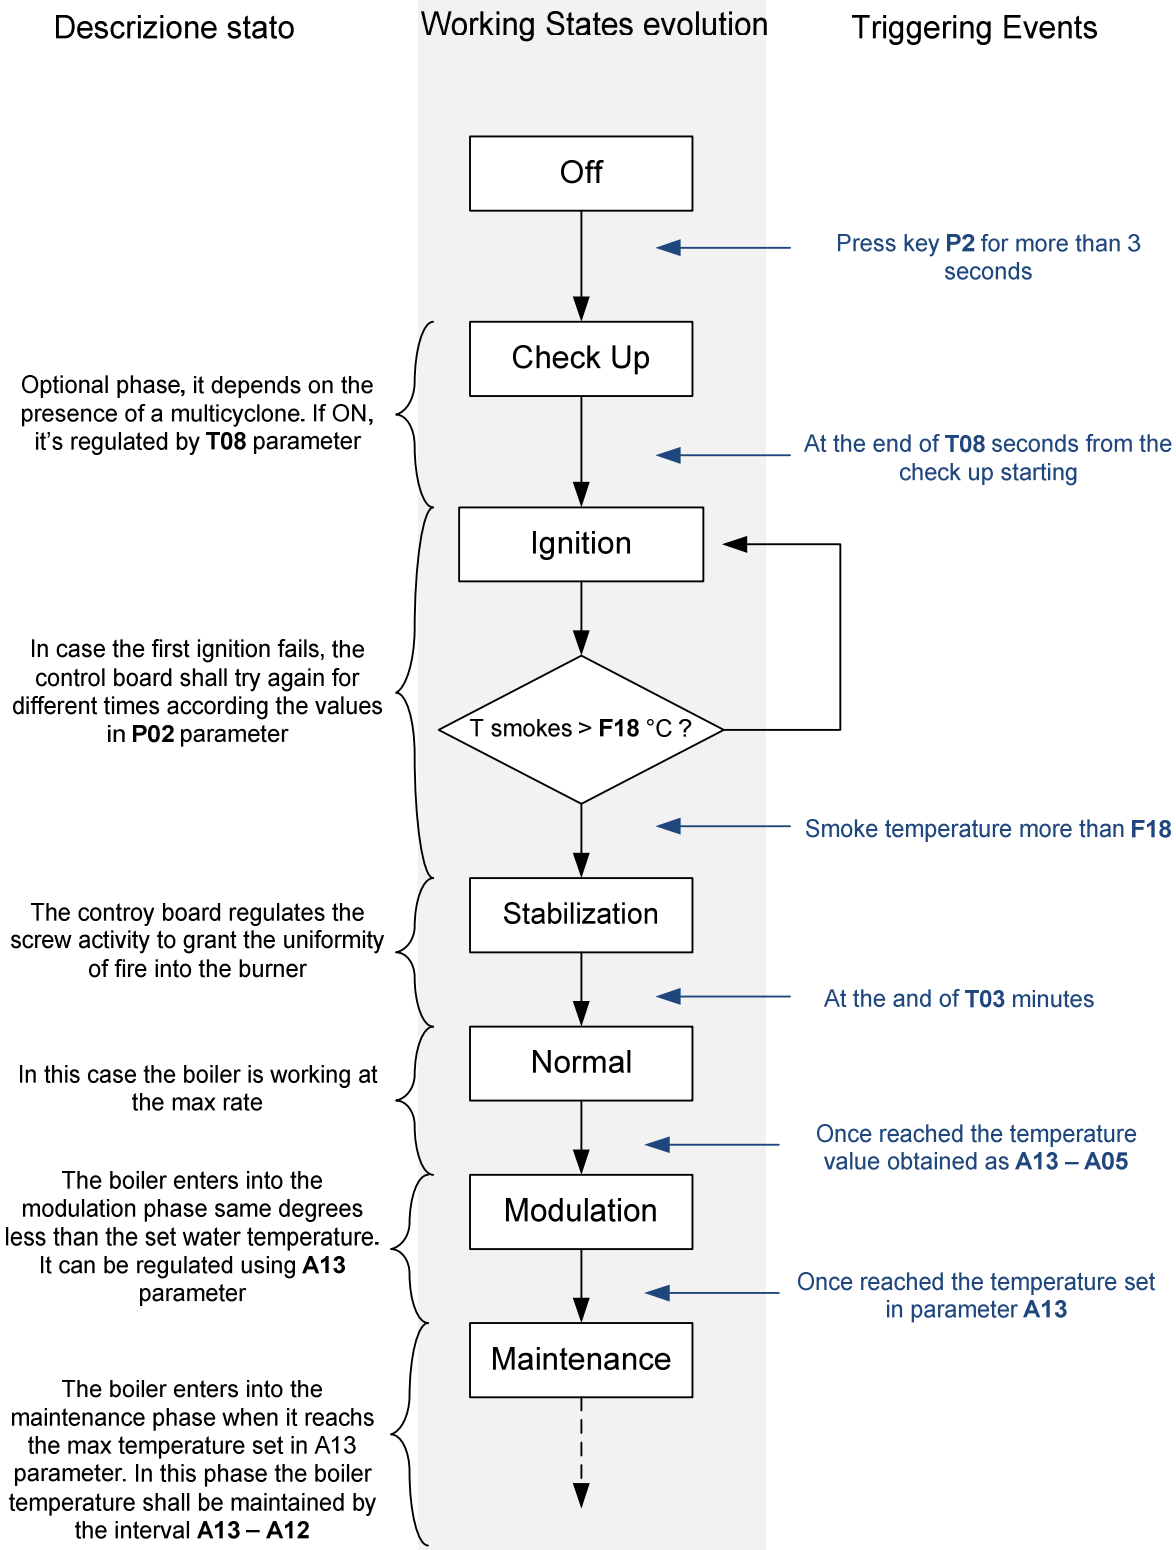 Descrizione stato
Working States evolution
Triggering Events
Off
Press key P2 for more than 3
seconds
Check Up
Optional phase, it depends on the
presence of a multicyclone. If ON,
it's regulated by T08 parameter
At the end of T08 seconds from the
check up starting
Ignition
In case the first ignition fails, the
control board shall try again for
different times according the values
in P02 parameter
T smokes > F18 °C ?
Smoke temperature more than F18
Stabilization
The controy board regulates the
screw activity to grant the uniformity
of fire into the burner
At the and of T03 minutes
Normal
In this case the boiler is working at
the max rate
Once reached the temperature
value obtained as A13 – A05
Modulation
The boiler enters into the
modulation phase same degrees
less than the set water temperature.
It can be regulated using A13
parameter
Once reached the temperature set
in parameter A13
Maintenance
The boiler enters into the
maintenance phase when it reachs
the max temperature set in A13
parameter. In this phase the boiler
temperature shall be maintained by
the interval A13 – A12